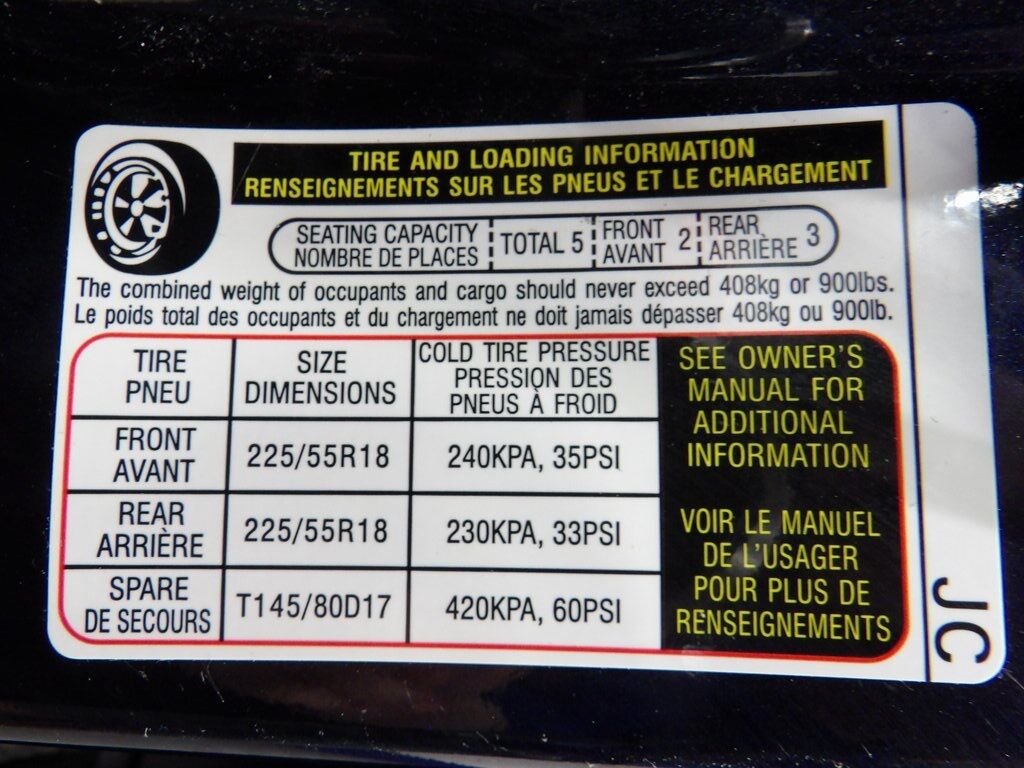 TIRE AND LOADING INFORMATION
RENSEIGNEMENTS SUR LES PNEUS ET LE CHARGEMENT
SEATING CAPACITY
NOMBRE DE PLACES
TOTAL 5
FRONT
AVANT
2
REAR
ARRIÈRE
3
The combined weight of occupants and cargo should never exceed 408kg or 900lbs.
Le poids total des occupants et du chargement ne doit jamais dépasser 408kg ou 900lb.
TIRE
PNEU
SIZE
DIMENSIONS
COLD TIRE PRESSURE
PRESSION DES
PNEUS À FROID
FRONT
AVANT
225/55R18
240KPA, 35PSI
REAR
ARRIÈRE
225/55R18
230KPA, 33PSI
SPARE
DE SECOURS
T145/80D17
420KPA, 60PSI
SEE OWNER'S
MANUAL FOR
ADDITIONAL
INFORMATION
VOIR LE MANUEL
DE L'USAGER
POUR PLUS DE
RENSEIGNEMENTS
JC